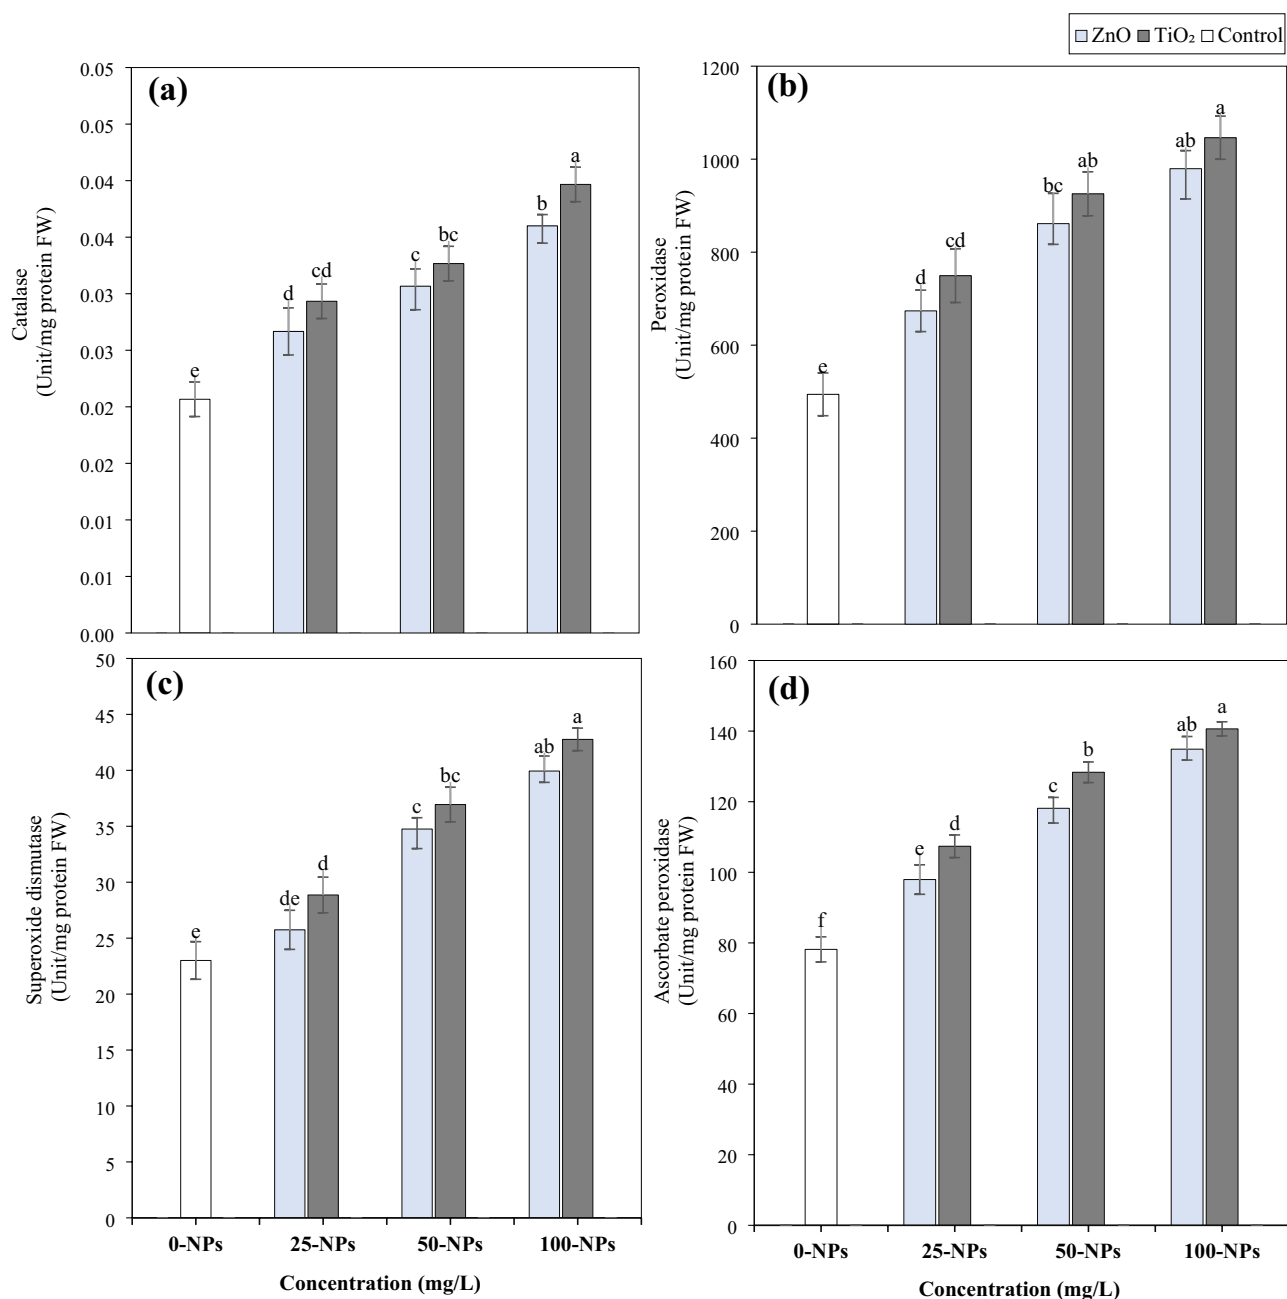 ZnO TiO₂ Control
(a)
0.05
0.05
0.04
0.04
0.03
0.03
0.02
0.02
0.01
0.01
0.00
Catalase
(Unit/mg protein FW)
e
d
cd
c
bc
b
a
(b)
1200
1000
800
600
400
200
0
Peroxidase
(Unit/mg protein FW)
e
d
cd
bc
ab
ab
a
(c)
50
45
40
35
30
25
20
15
10
5
0
Superoxide dismutase
(Unit/mg protein FW)
e
de
d
c
bc
ab
a
0-NPs 25-NPs 50-NPs 100-NPs
Concentration (mg/L)
(d)
160
140
120
100
80
60
40
20
0
Ascorbate peroxidase
(Unit/mg protein FW)
f
e
d
c
b
ab
a
0-NPs 25-NPs 50-NPs 100-NPs
Concentration (mg/L)